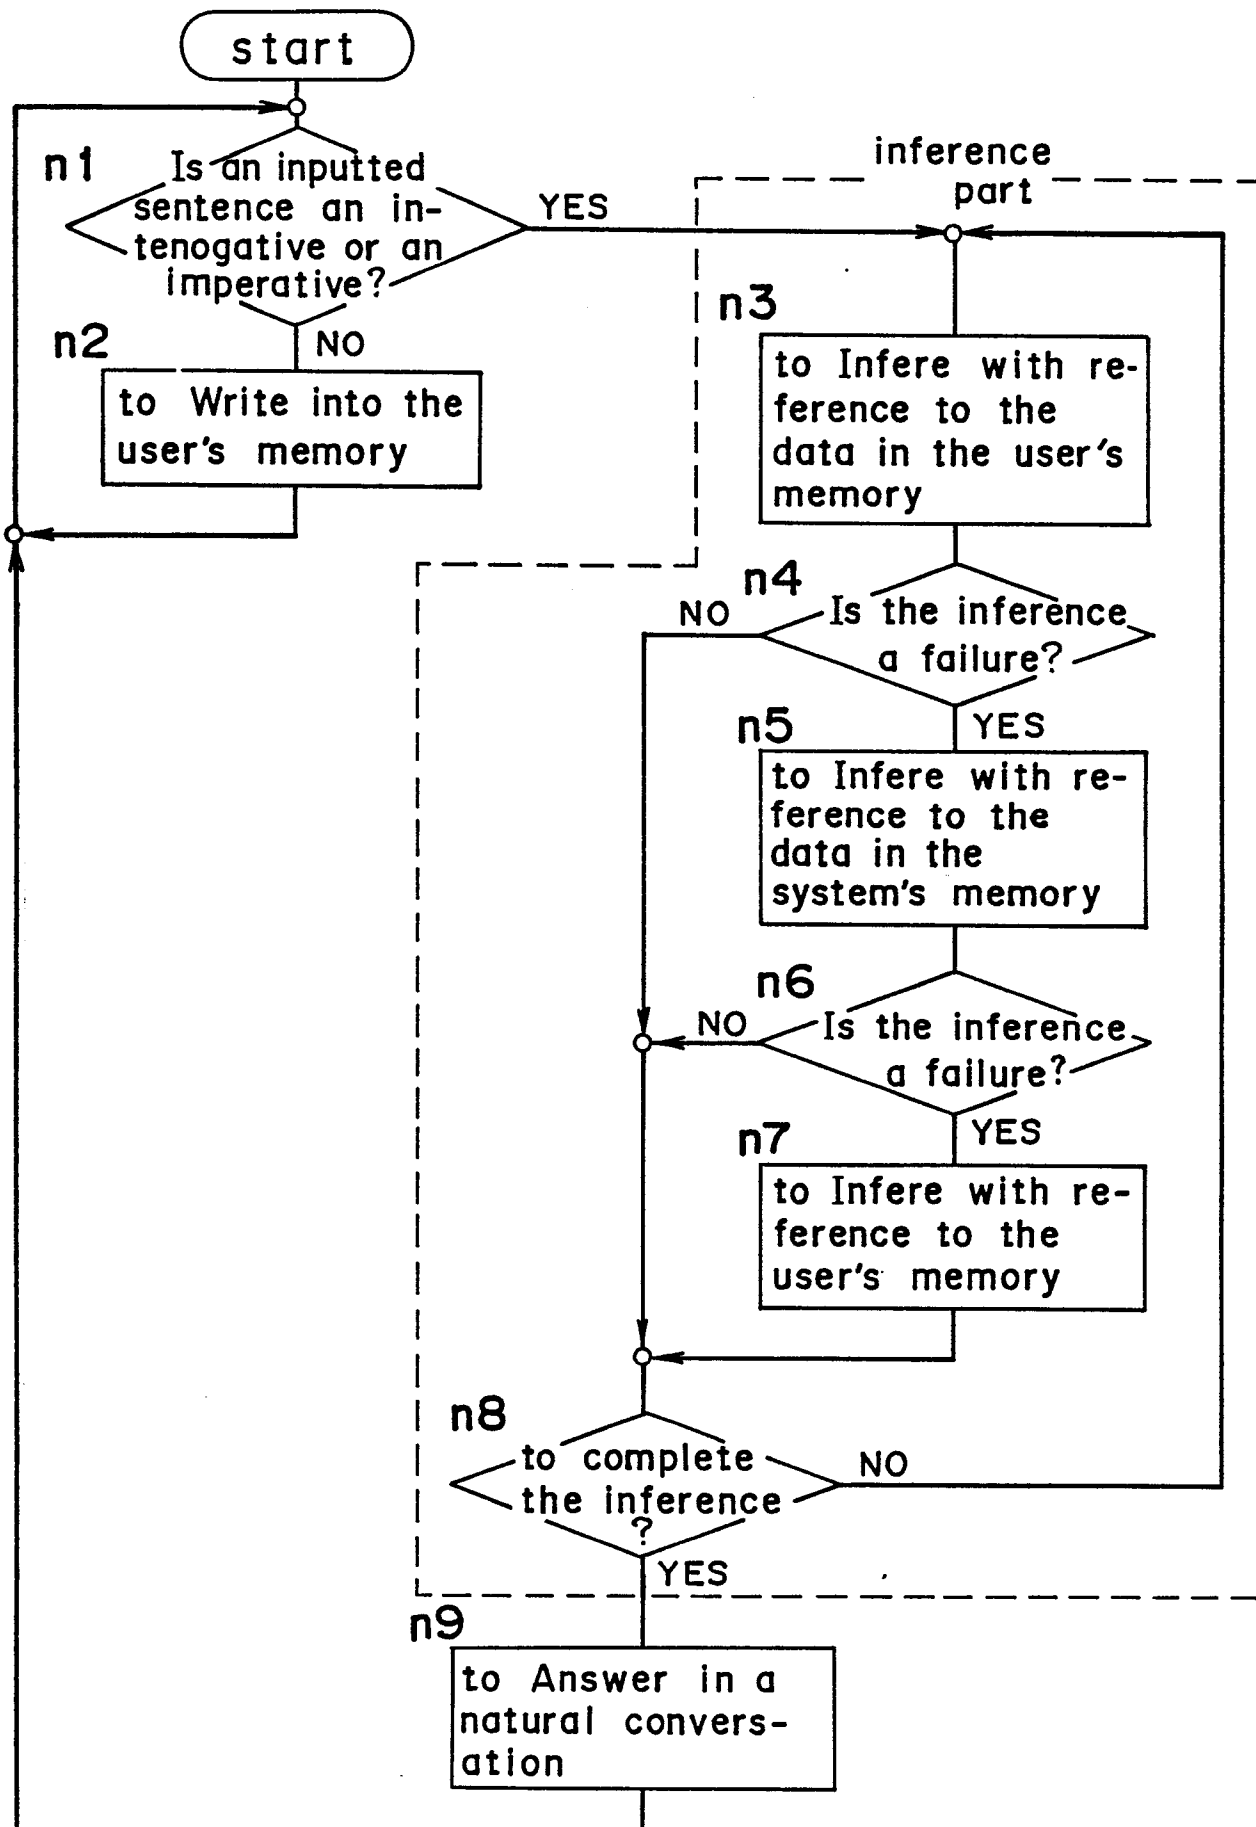 start
n1
Is an inputted
sentence an in-
tenogative or an
imperative?
YES
NO
n2
to Write into the
user's memory
inference
part
n3
to Infere with re-
ference to the
data in the user's
memory
n4
Is the inference
a failure?
NO
YES
n5
to Infere with re-
ference to the
data in the
system's memory
n6
Is the inference
a failure?
NO
YES
n7
to Infere with re-
ference to the
user's memory
n8
to complete
the inference
?
NO
YES
n9
to Answer in a
natural convers-
ation